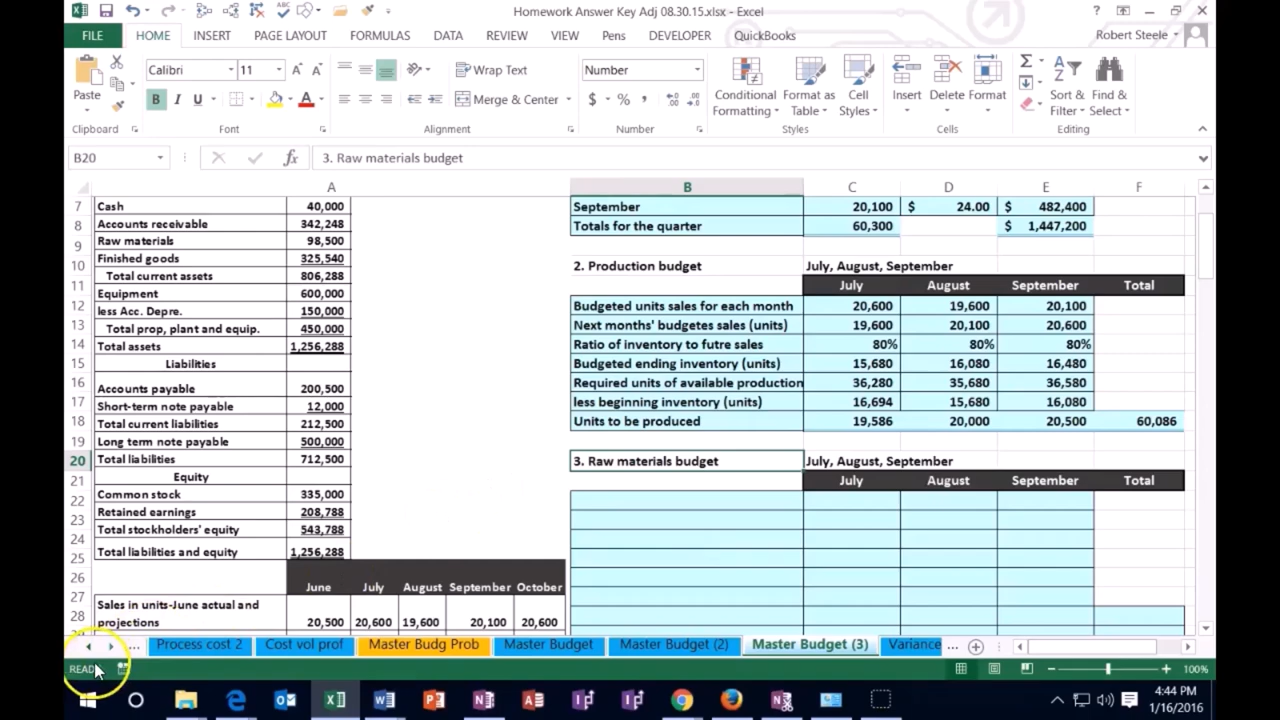 Homework Answer Key Adj 08.30.15.xlsx - Excel
FILE HOME INSERT PAGE LAYOUT FORMULAS DATA REVIEW VIEW Pens DEVELOPER QuickBooks Robert Steele
Calibri 11 Wrap Text Number
Paste B I U A Merge & Center $ % Conditional Formatting Format as Table Cell Styles Insert Delete Format Sort & Filter Find & Select
Clipboard Font Alignment Number Styles Cells Editing
B20 fx 3. Raw materials budget
A B C D E F
7 Cash 40,000 September 20,100 $ 24.00 $ 482,400
8 Accounts receivable 342,248 Totals for the quarter 60,300 $ 1,447,200
9 Raw materials 98,500
10 Finished goods 325,540 2. Production budget July, August, September
11 Total current assets 806,288 July August September Total
12 Equipment 600,000 Budgeted units sales for each month 20,600 19,600 20,100
13 less Acc. Depre. 150,000 Next months' budgetes sales (units) 19,600 20,100 20,600
14 Total prop, plant and equip. 450,000 Ratio of inventory to futre sales 80% 80% 80%
15 Total assets 1,256,288 Budgeted ending inventory (units) 15,680 16,080 16,480
16 Liabilities Required units of available production 36,280 35,680 36,580
17 Accounts payable 200,500 less beginning inventory (units) 16,694 15,680 16,080
18 Short-term note payable 12,000 Units to be produced 19,586 20,000 20,500 60,086
Total current liabilities 212,500
19 Long term note payable 500,000
20 Total liabilities 712,500 3. Raw materials budget July, August, September
21 Equity July August September Total
22 Common stock 335,000
23 Retained earnings 208,788
24 Total stockholders' equity 543,788
25 Total liabilities and equity 1,256,288
26 June July August September October
27 Sales in units-June actual and
28 projections 20,500 20,600 19,600 20,100 20,600
... Process cost 2 Cost vol prof Master Budg Prob Master Budget Master Budget (2) Master Budget (3) Variance ...
READY 100%
4:44 PM
1/16/2016